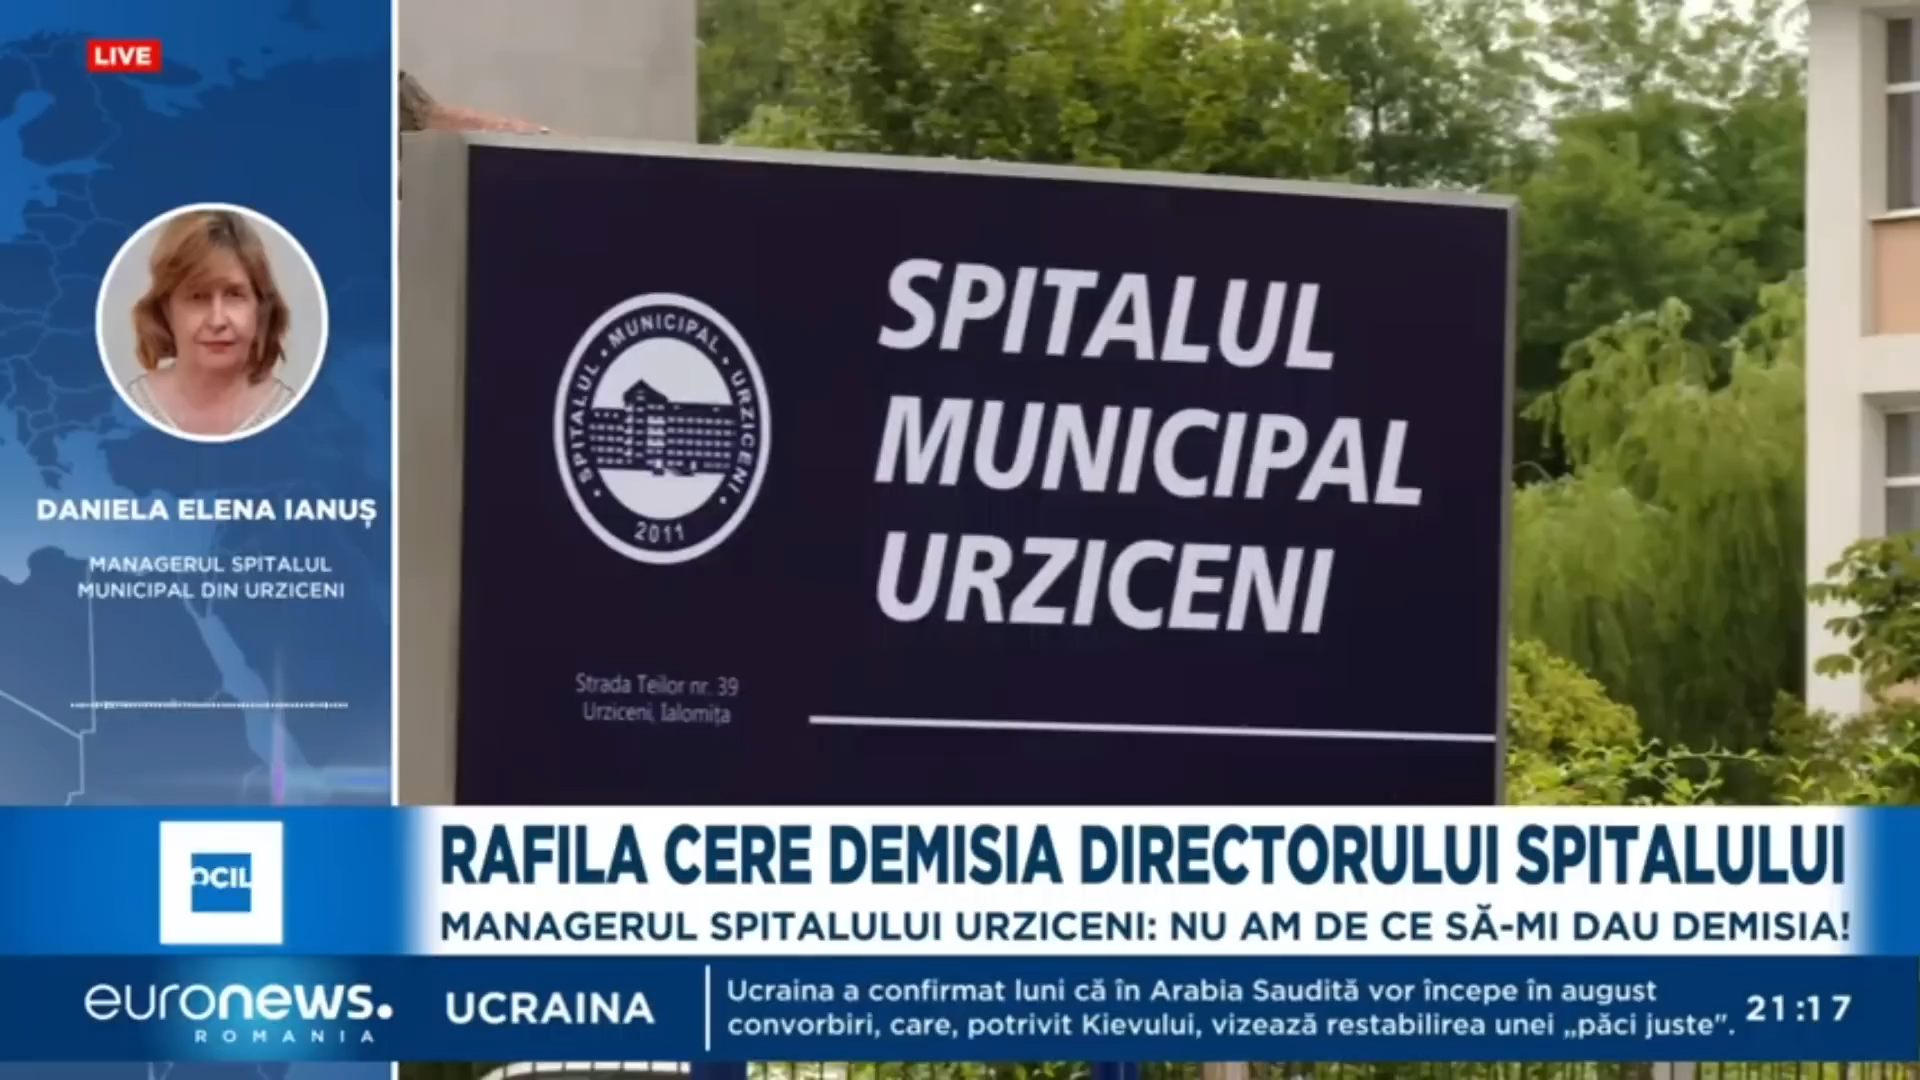 LIVE
DANIELA ELENA IANUȘ
MANAGERUL SPITALUL
MUNICIPAL DIN URZICENI
SPITALUL • MUNICIPAL • URZICENI
2011
SPITALUL
MUNICIPAL
URZICENI
Strada Teilor nr. 39
Urziceni, Ialomița
OCIL
RAFILA CERE DEMISIA DIRECTORULUI SPITALULUI
MANAGERUL SPITALULUI URZICENI: NU AM DE CE SĂ-MI DAU DEMISIA!
euronews.
ROMANIA
UCRAINA
Ucraina a confirmat luni că în Arabia Saudită vor începe în august
convorbiri, care, potrivit Kievului, vizează restabilirea unei „păci juste".
21:17